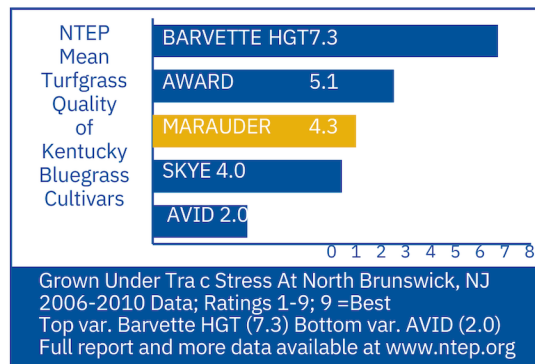 NTEP
Mean
Turfgrass
Quality
of
Kentucky
Bluegrass
Cultivars
BARVETTE HGT7.3
AWARD 5.1
MARAUDER 4.3
SKYE 4.0
AVID 2.0
0 1 2 3 4 5 6 7 8
Grown Under Tra c Stress At North Brunswick, NJ
2006-2010 Data; Ratings 1-9; 9 =Best
Top var. Barvette HGT (7.3) Bottom var. AVID (2.0)
Full report and more data available at www.ntep.org